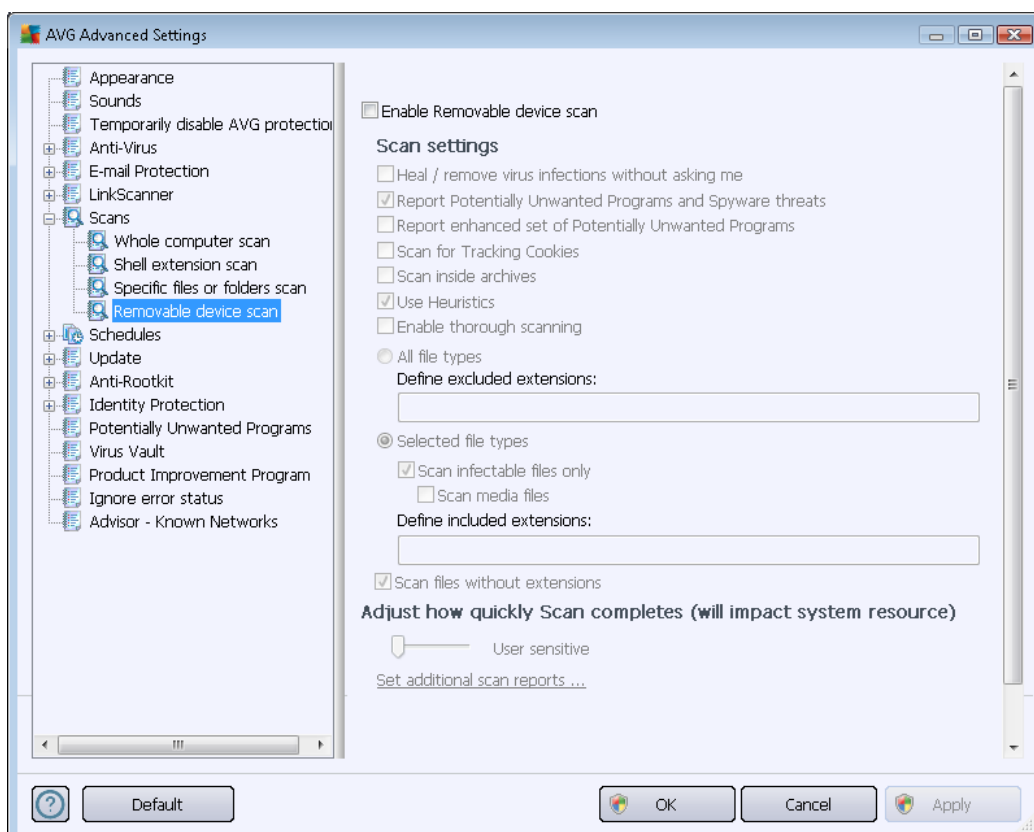 AVG Advanced Settings
Appearance
Sounds
Temporarily disable AVG protection
Anti-Virus
E-mail Protection
LinkScanner
Scans
Whole computer scan
Shell extension scan
Specific files or folders scan
Removable device scan
Schedules
Update
Anti-Rootkit
Identity Protection
Potentially Unwanted Programs
Virus Vault
Product Improvement Program
Ignore error status
Advisor - Known Networks
Enable Removable device scan
Scan settings
Heal / remove virus infections without asking me
Report Potentially Unwanted Programs and Spyware threats
Report enhanced set of Potentially Unwanted Programs
Scan for Tracking Cookies
Scan inside archives
Use Heuristics
Enable thorough scanning
All file types
Define excluded extensions:
Selected file types
Scan infectable files only
Scan media files
Define included extensions:
Scan files without extensions
Adjust how quickly Scan completes (will impact system resource)
User sensitive
Set additional scan reports ...
Default
OK
Cancel
Apply